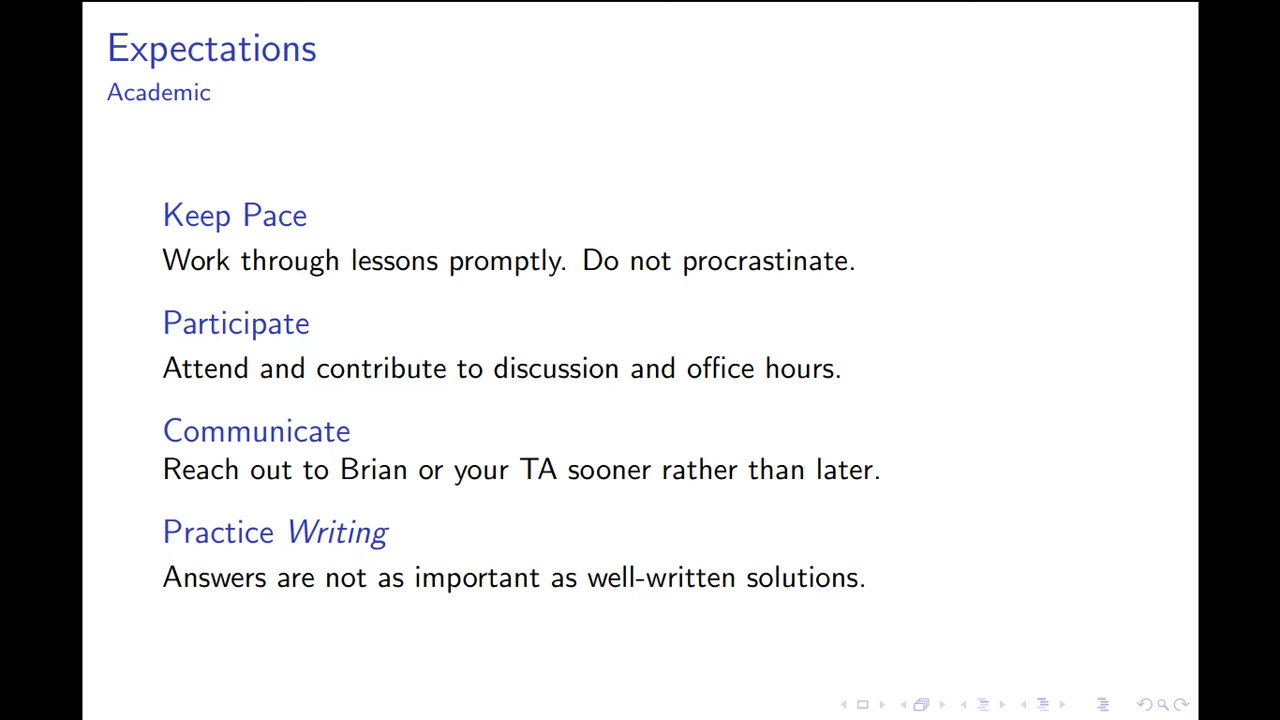 Expectations
Academic
Keep Pace
Work through lessons promptly. Do not procrastinate.
Participate
Attend and contribute to discussion and office hours.
Communicate
Reach out to Brian or your TA sooner rather than later.
Practice Writing
Answers are not as important as well-written solutions.